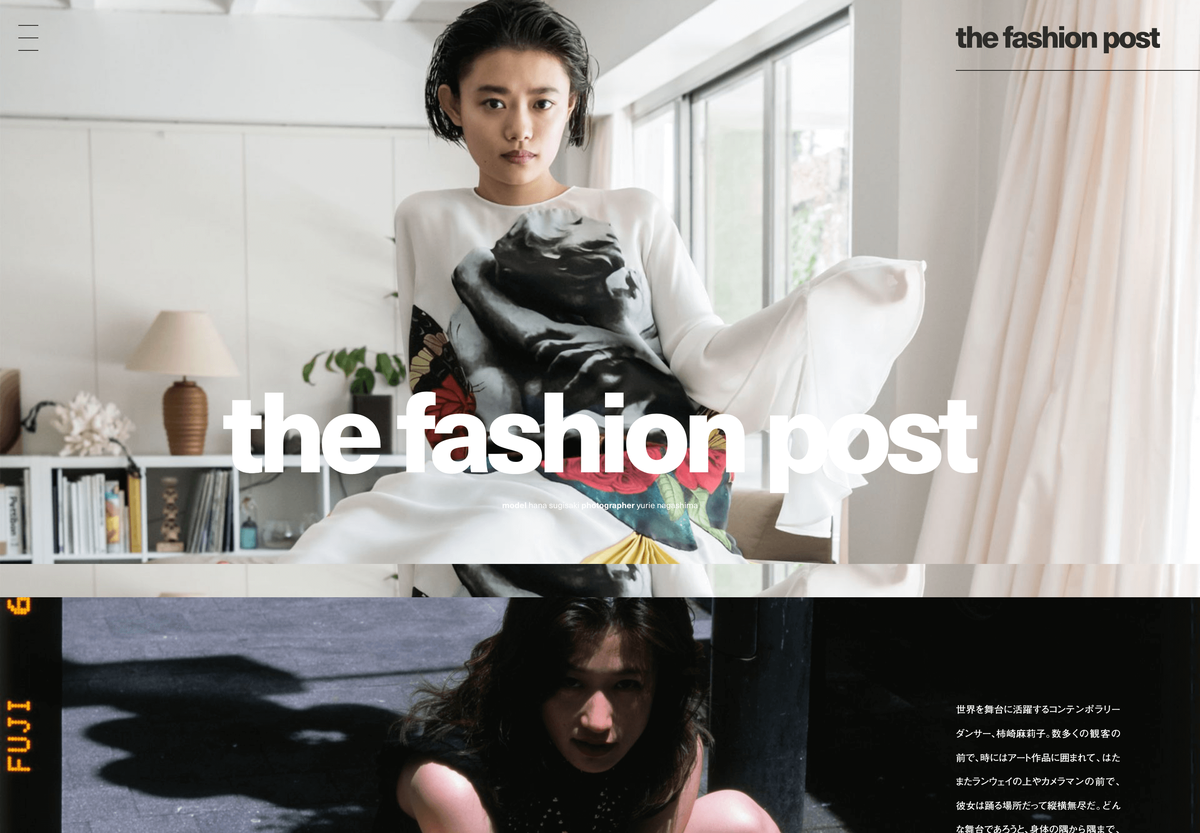 the fashion post
the fashion post
model hana sugisaki photographer yurie nagashima
6
FUJI
世界を舞台に活躍するコンテンポラリー
ダンサー、柿崎麻莉子。数多くの観客の
前で、時にはアート作品に囲まれて、はた
またランウェイの上やカメラマンの前で、
彼女は踊る場所だって縦横無尽だ。どん
な舞台であろうと、身体の隅から隅まで、